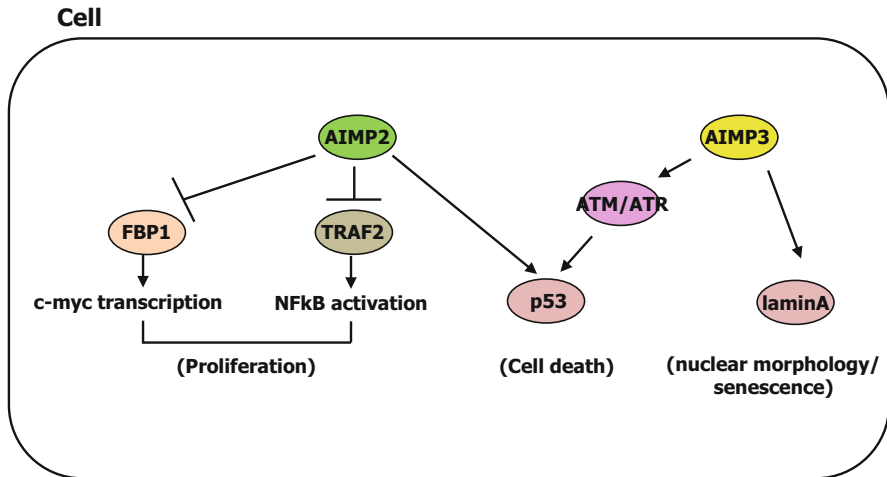 Cell
AIMP2
AIMP3
ATM/ATR
FBP1
TRAF2
c-myc transcription
NFkB activation
p53
laminA
(Proliferation)
(Cell death)
(nuclear morphology/
senescence)